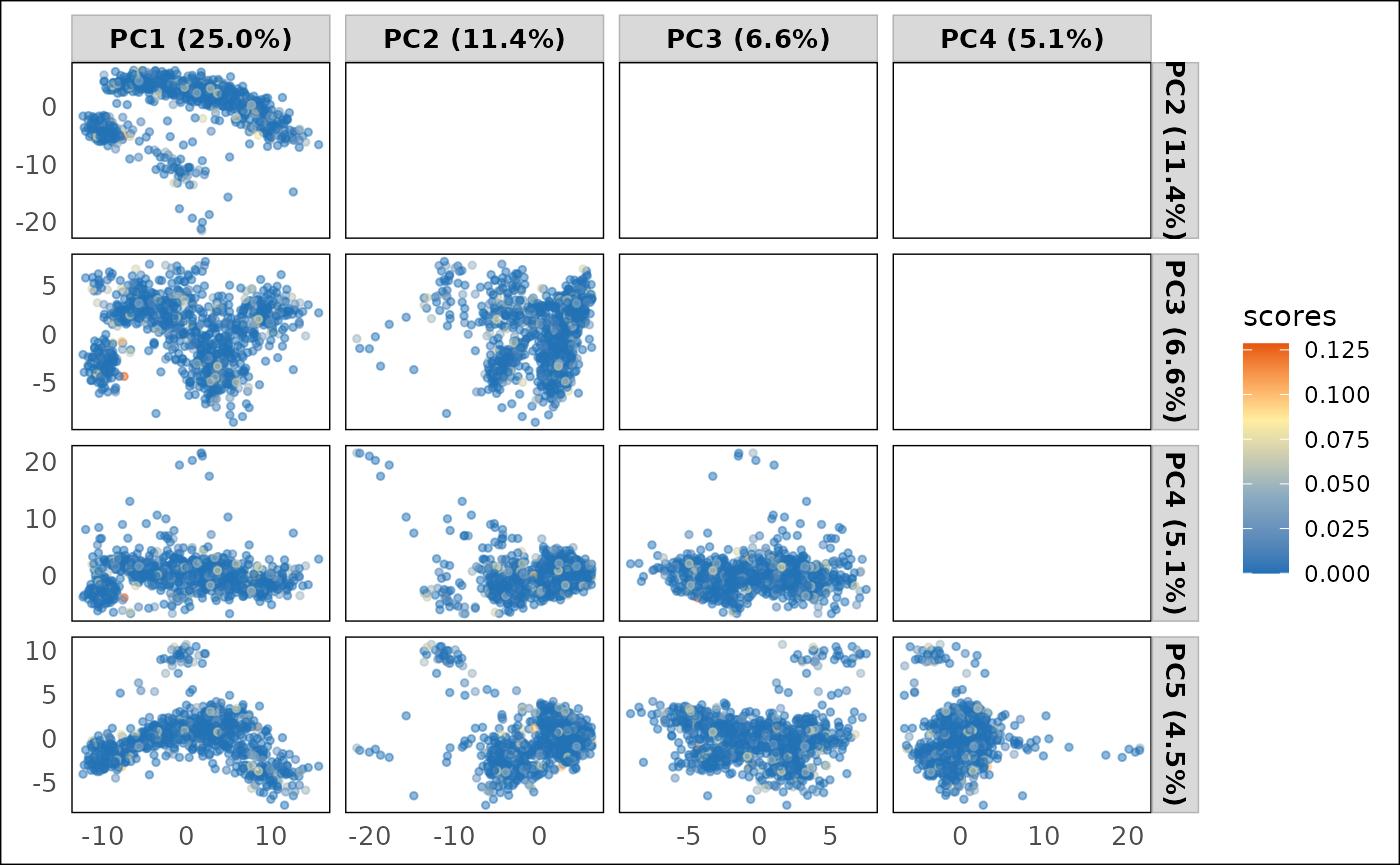 PC1 (25.0%) PC2 (11.4%) PC3 (6.6%) PC4 (5.1%)
0
-10
-20
PC2 (11.4%)
5
0
-5
PC3 (6.6%)
20
10
0
PC4 (5.1%)
10
5
0
-5
PC5 (4.5%)
-10 0 10 -20 -10 0 -5 0 5 0 10 20
scores
0.125
0.100
0.075
0.050
0.025
0.000